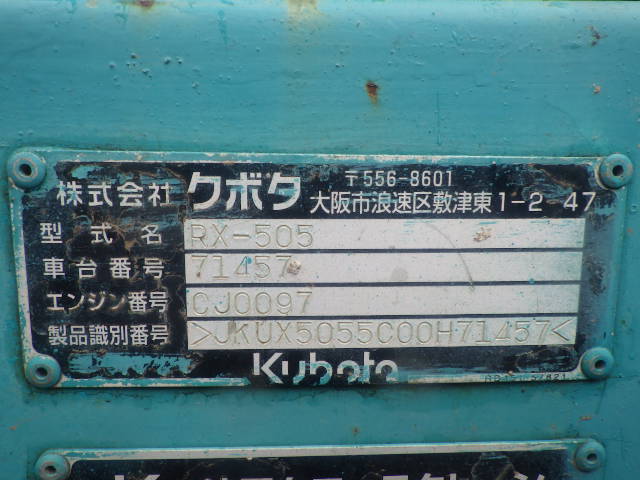 株式会社 クボタ 〒556-8601
大阪市浪速区敷津東1-2-47
型式名 RX-505
車台番号 71457
エンジン番号 CJ0097
製品識別番号 >JKUX5055C00H71457<
Kubota